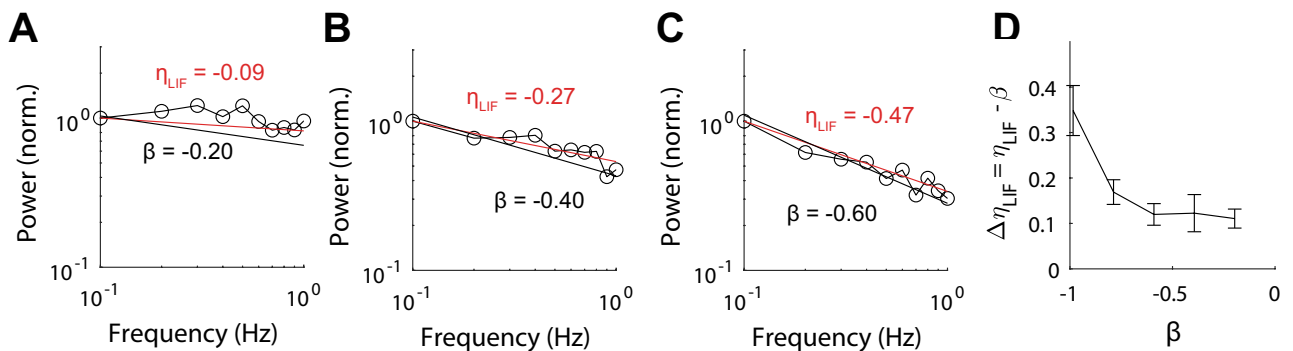 A
B
C
D
η_LIF = -0.09
β = -0.20
Power (norm.)
10^0
10^-1
10^-1
10^0
Frequency (Hz)
η_LIF = -0.27
β = -0.40
Power (norm.)
10^0
10^-1
10^-1
10^0
Frequency (Hz)
η_LIF = -0.47
β = -0.60
Power (norm.)
10^0
10^-1
10^-1
10^0
Frequency (Hz)
Δη_LIF = η_LIF - β
0.4
0.3
0.2
0.1
0
-1
-0.5
0
β